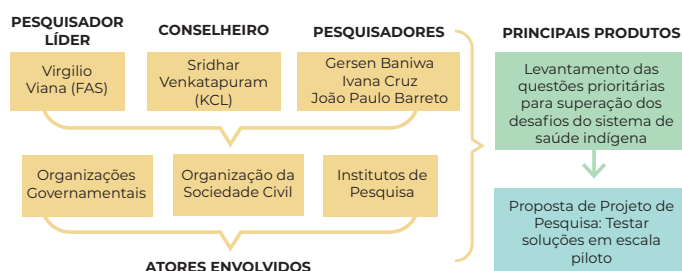 PESQUISADOR
LÍDER
CONSELHEIRO
PESQUISADORES
PRINCIPAIS PRODUTOS
Virgilio
Viana (FAS)
Sridhar
Venkatapuram
(KCL)
Gersen Baniwa
Ivana Cruz
João Paulo Barreto
Levantamento das
questões prioritárias
para superação dos
desafios do sistema de
saúde indígena
Organizações
Governamentais
Organização da
Sociedade Civil
Institutos de
Pesquisa
Proposta de Projeto de
Pesquisa: Testar
soluções em escala
piloto
ATORES ENVOLVIDOS